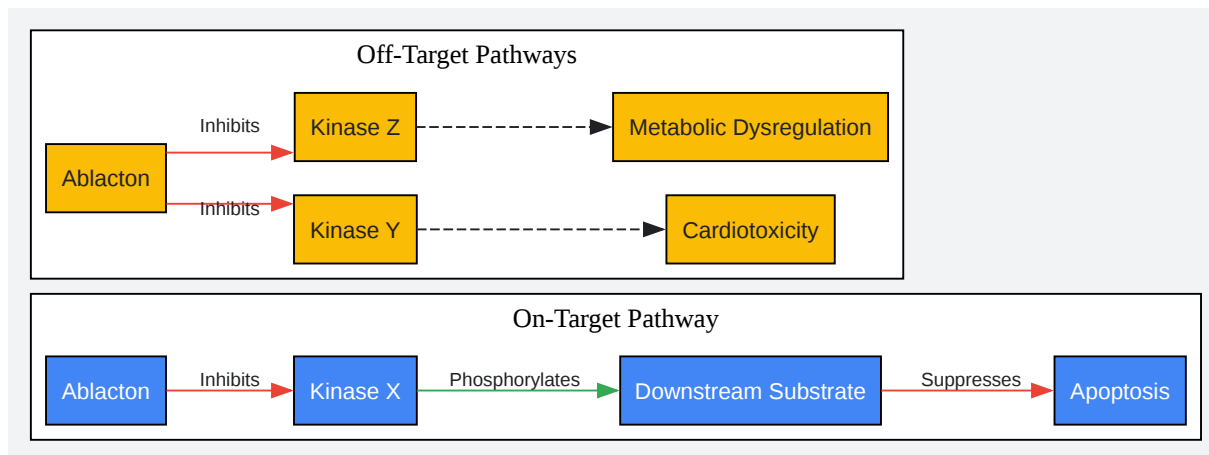 Off-Target Pathways
Inhibits
Kinase Z
Metabolic Dysregulation
Ablacton
Inhibits
Kinase Y
Cardiotoxicity
On-Target Pathway
Ablacton
Inhibits
Kinase X
Phosphorylates
Downstream Substrate
Suppresses
Apoptosis